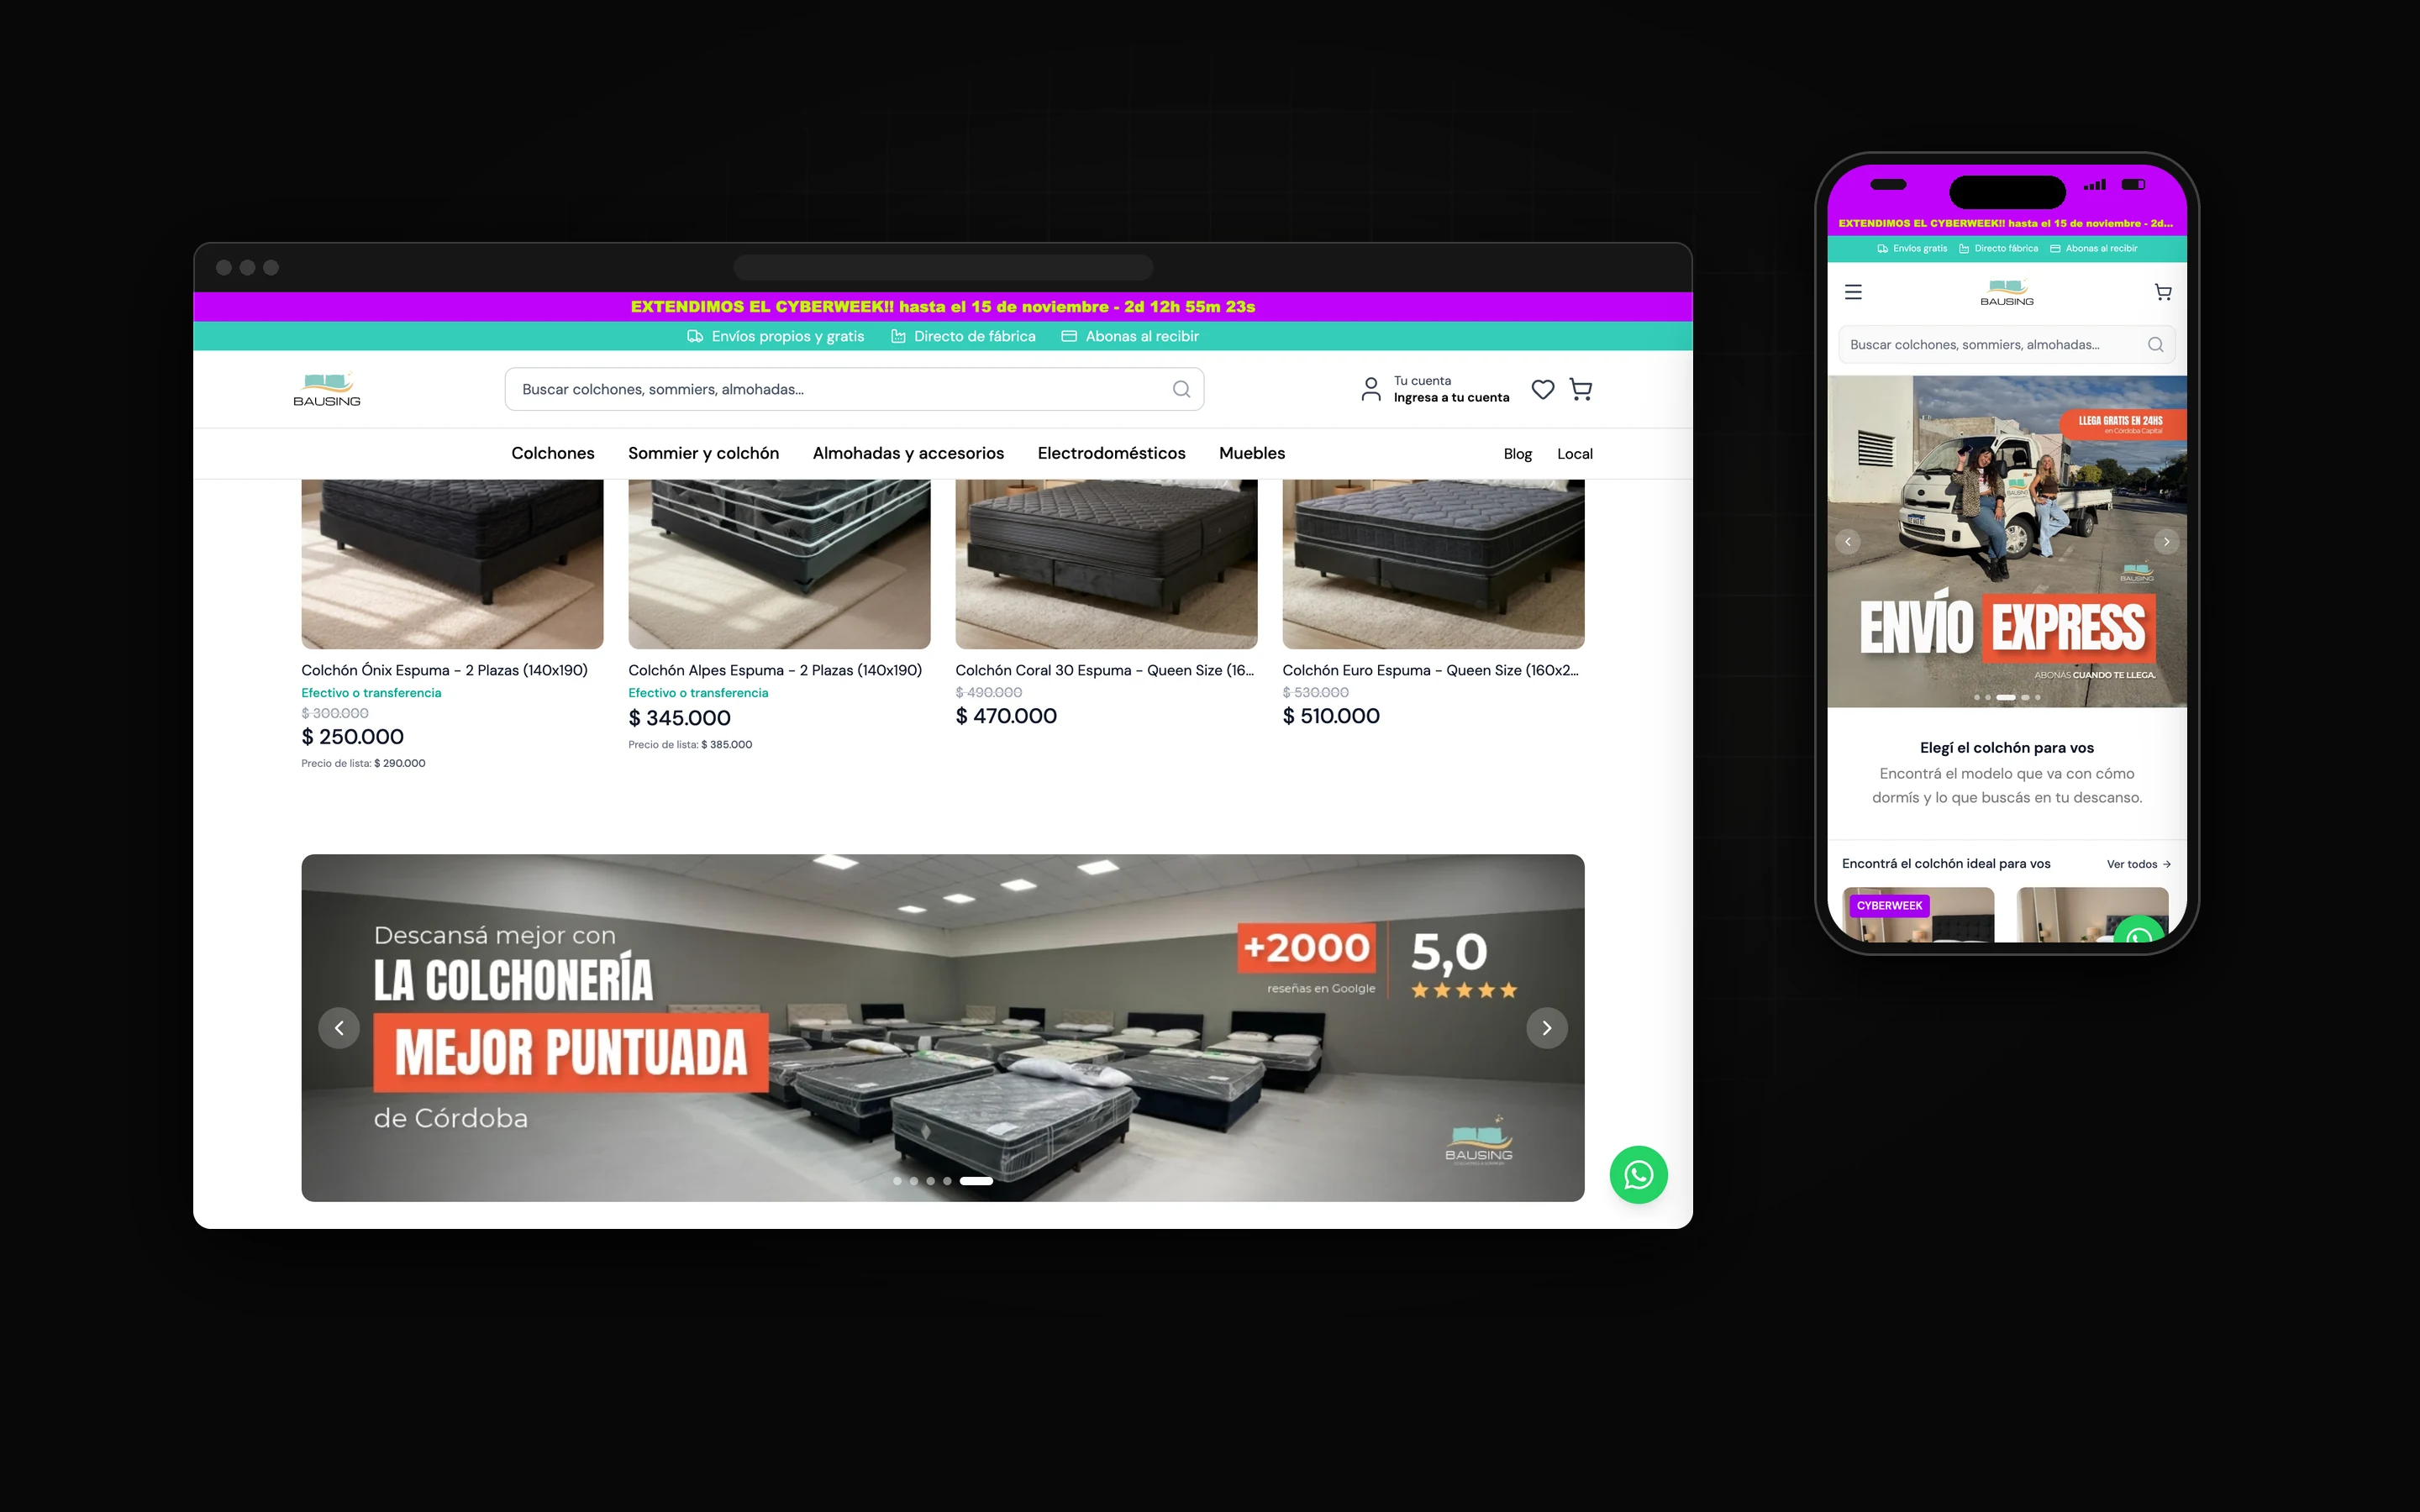 EXTENDIMOS EL CYBERWEEK!! hasta el 15 de noviembre - 2d 12h 55m 23s
Envíos propios y gratis Directo de fábrica Abonas al recibir
BAUSING
Buscar colchones, sommiers, almohadas...
Tu cuenta
Ingresa a tu cuenta
Colchones Sommier y colchón Almohadas y accesorios Electrodomésticos Muebles Blog Local
Colchón Ónix Espuma - 2 Plazas (140x190)
Efectivo o transferencia
$ 300.000
$ 250.000
Precio de lista: $ 290.000
Colchón Alpes Espuma - 2 Plazas (140x190)
Efectivo o transferencia
$ 345.000
Precio de lista: $ 385.000
Colchón Coral 30 Espuma - Queen Size (16...
$ 490.000
$ 470.000
Colchón Euro Espuma - Queen Size (160x2...
$ 530.000
$ 510.000
Descansá mejor con
LA COLCHONERÍA
MEJOR PUNTUADA
de Córdoba
+2000
reseñas en Goolgle
5,0
BAUSING
EXTENDIMOS EL CYBERWEEK!! hasta el 15 de noviembre - 2d...
Envíos gratis Directo fábrica Abonas al recibir
BAUSING
Buscar colchones, sommiers, almohadas...
LLEGA GRATIS EN 24HS
en Córdoba Capital
BAUSING
ENVÍO EXPRESS
ABONAS CUANDO TE LLEGA.
Elegí el colchón para vos
Encontrá el modelo que va con cómo
dormís y lo que buscás en tu descanso.
Encontrá el colchón ideal para vos Ver todos →
CYBERWEEK